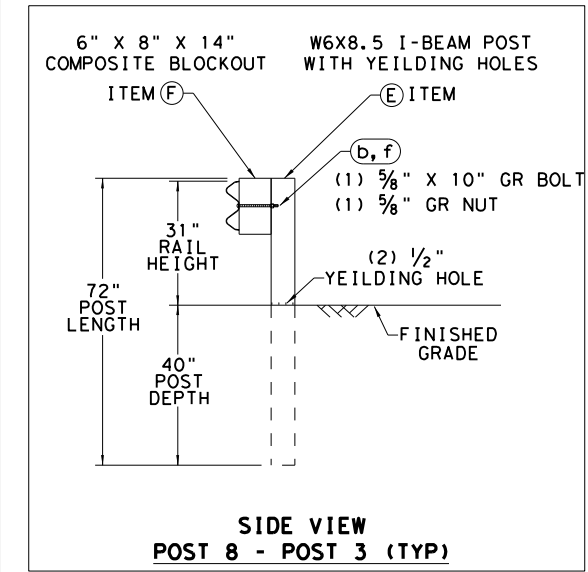 6" X 8" X 14"
COMPOSITE BLOCKOUT
ITEM F
W6X8.5 I-BEAM POST
WITH YEILDING HOLES
E ITEM
b, f
(1) 5/8" X 10" GR BOLT
(1) 5/8" GR NUT
31"
RAIL
HEIGHT
(2) 1/2"
YEILDING HOLE
72"
POST
LENGTH
FINISHED
GRADE
40"
POST
DEPTH
SIDE VIEW
POST 8 - POST 3 (TYP)